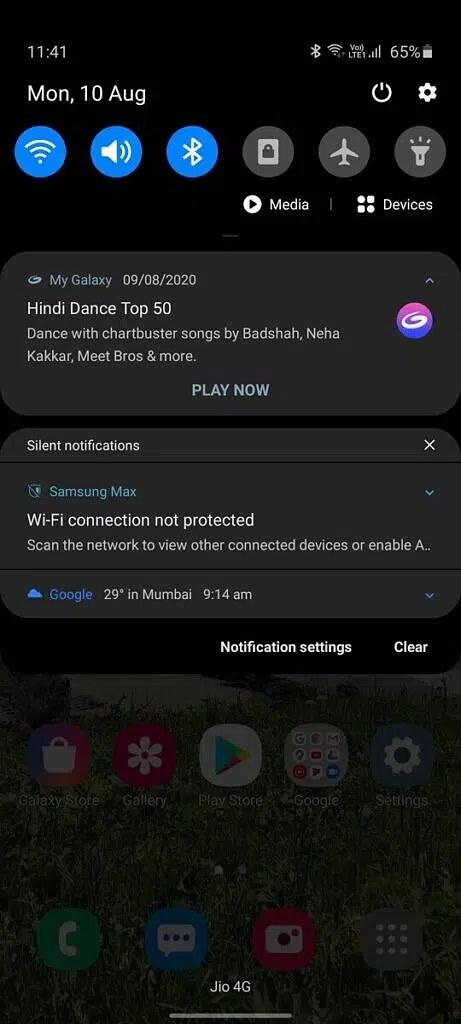 11:41
Vo)) LTE1
65%
Mon, 10 Aug
Media | Devices
My Galaxy 09/08/2020
Hindi Dance Top 50
Dance with chartbuster songs by Badshah, Neha
Kakkar, Meet Bros & more.
PLAY NOW
Silent notifications
Samsung Max
Wi-Fi connection not protected
Scan the network to view other connected devices or enable A..
Google 29° in Mumbai 9:14 am
Notification settings Clear
Galaxy Store Gallery Play Store Google Settings
Jio 4G